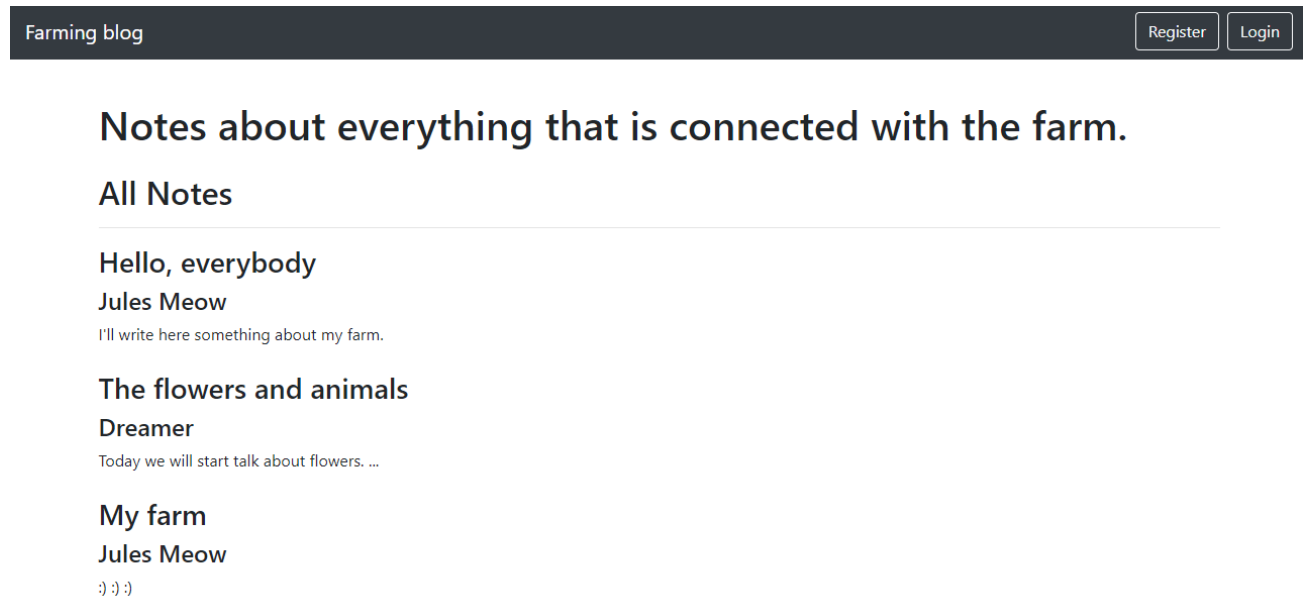 Farming blog
Register
Login
Notes about everything that is connected with the farm.
All Notes
Hello, everybody
Jules Meow
I'll write here something about my farm.
The flowers and animals
Dreamer
Today we will start talk about flowers. ...
My farm
Jules Meow
:) :) :)